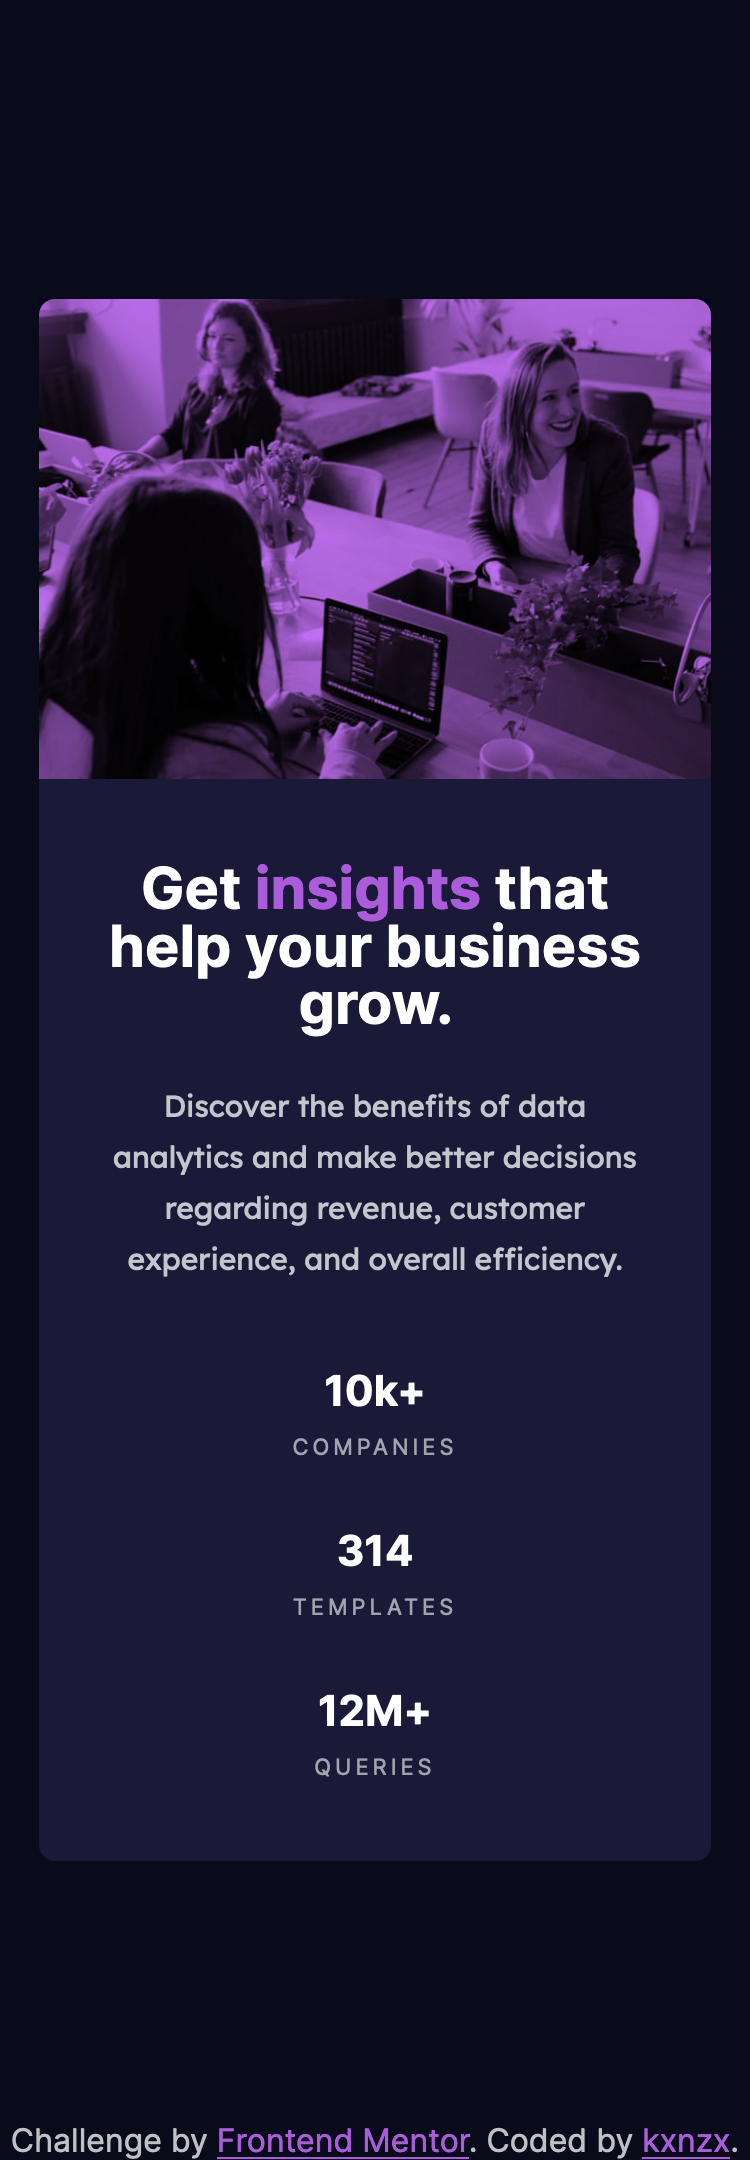 Get insights that
help your business
grow.
Discover the benefits of data
analytics and make better decisions
regarding revenue, customer
experience, and overall efficiency.
10k+
COMPANIES
314
TEMPLATES
12M+
QUERIES
Challenge by Frontend Mentor. Coded by kxnzx.